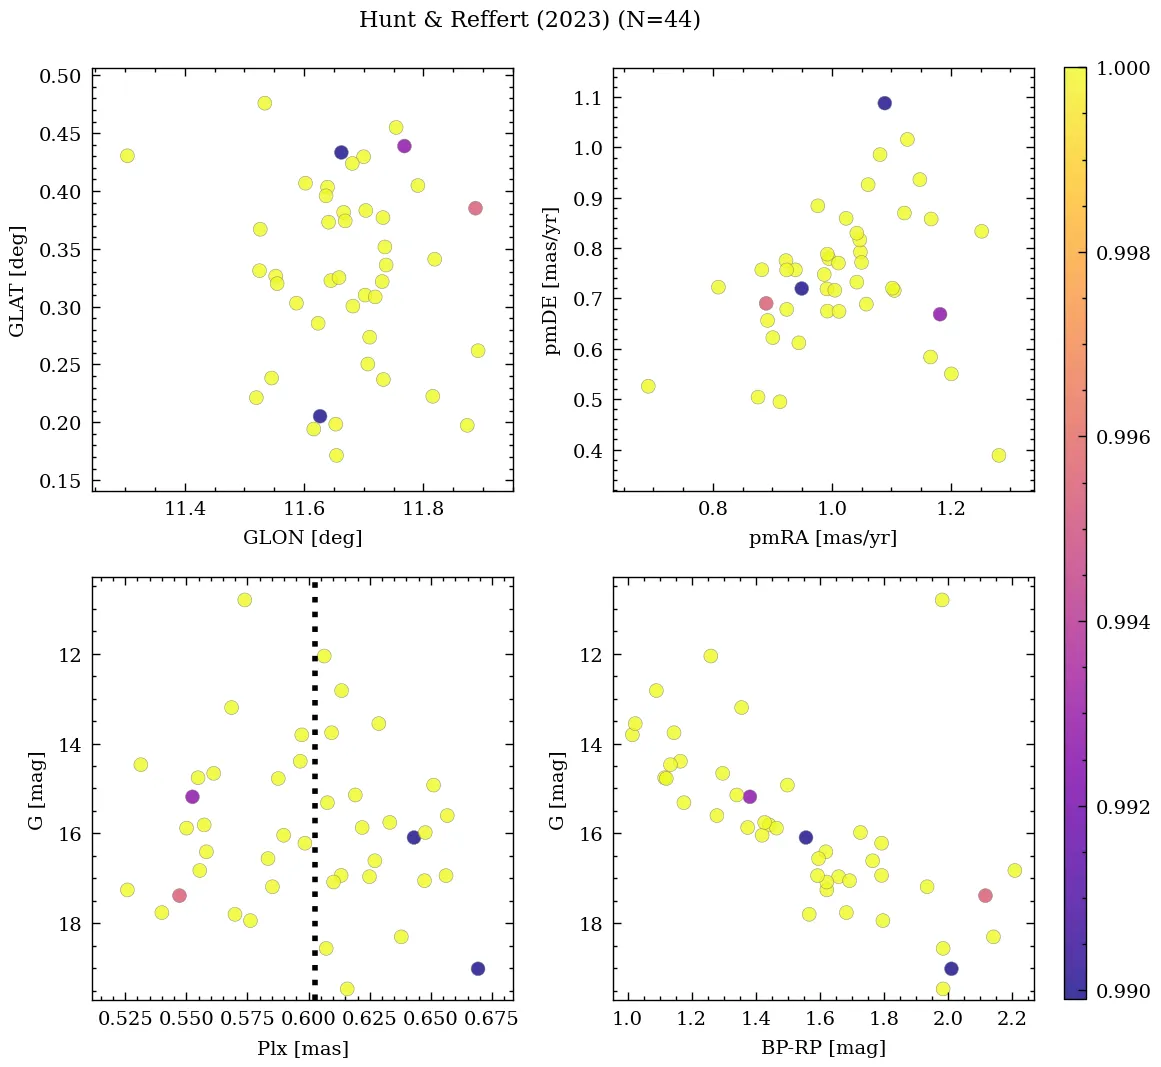 Hunt & Reffert (2023) (N=44)
0.50
0.45
0.40
0.35
0.30
0.25
0.20
0.15
GLAT [deg]
11.4 11.6 11.8
GLON [deg]
1.1
1.0
0.9
0.8
0.7
0.6
0.5
0.4
pmDE [mas/yr]
0.8 1.0 1.2
pmRA [mas/yr]
12
14
16
18
G [mag]
0.525 0.550 0.575 0.600 0.625 0.650 0.675
Plx [mas]
12
14
16
18
G [mag]
1.0 1.2 1.4 1.6 1.8 2.0 2.2
BP-RP [mag]
1.000
0.998
0.996
0.994
0.992
0.990